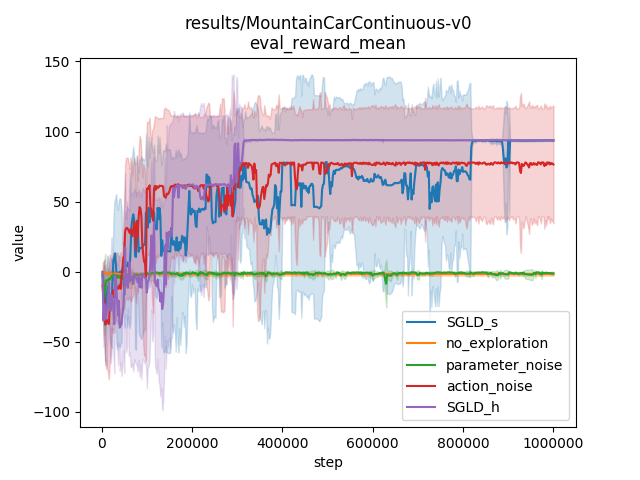 results/MountainCarContinuous-v0
eval_reward_mean
150
100
50
0
−50
−100
value
0
200000
400000
600000
800000
1000000
step
SGLD_s
no_exploration
parameter_noise
action_noise
SGLD_h